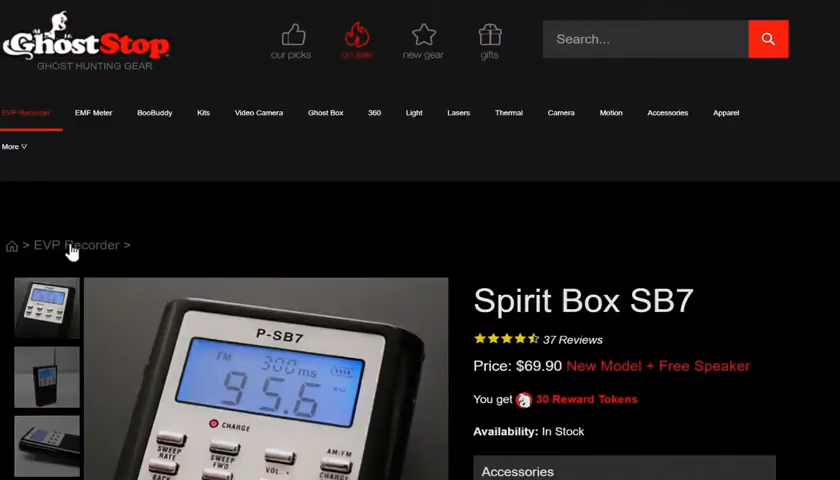 GhostStop
GHOST HUNTING GEAR
our picks
on sale
new gear
gifts
Search...
EVP Recorder
EMF Meter
BooBuddy
Kits
Video Camera
Ghost Box
360
Light
Lasers
Thermal
Camera
Motion
Accessories
Apparel
More
> EVP Recorder >
Spirit Box SB7
37 Reviews
Price: $69.90 New Model + Free Speaker
You get 30 Reward Tokens
Availability: In Stock
Accessories
P-SB7
FM
300 ms
95.6
CHARGE
SWEEP RATE
SWEEP FWD
VOL.
AM/FM
CHARGE
BACK